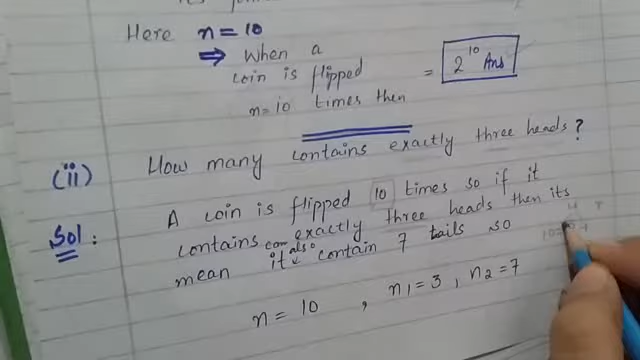 Here n = 10
⇒ When a
coin is flipped = 2^10 Ans
n=10 times then
(ii) How many contains exactly three heads?
Sol: A coin is flipped 10 times so if it
contains exactly three heads then its
mean it also contain 7 tails so
n = 10 , n1 = 3 , n2 = 7